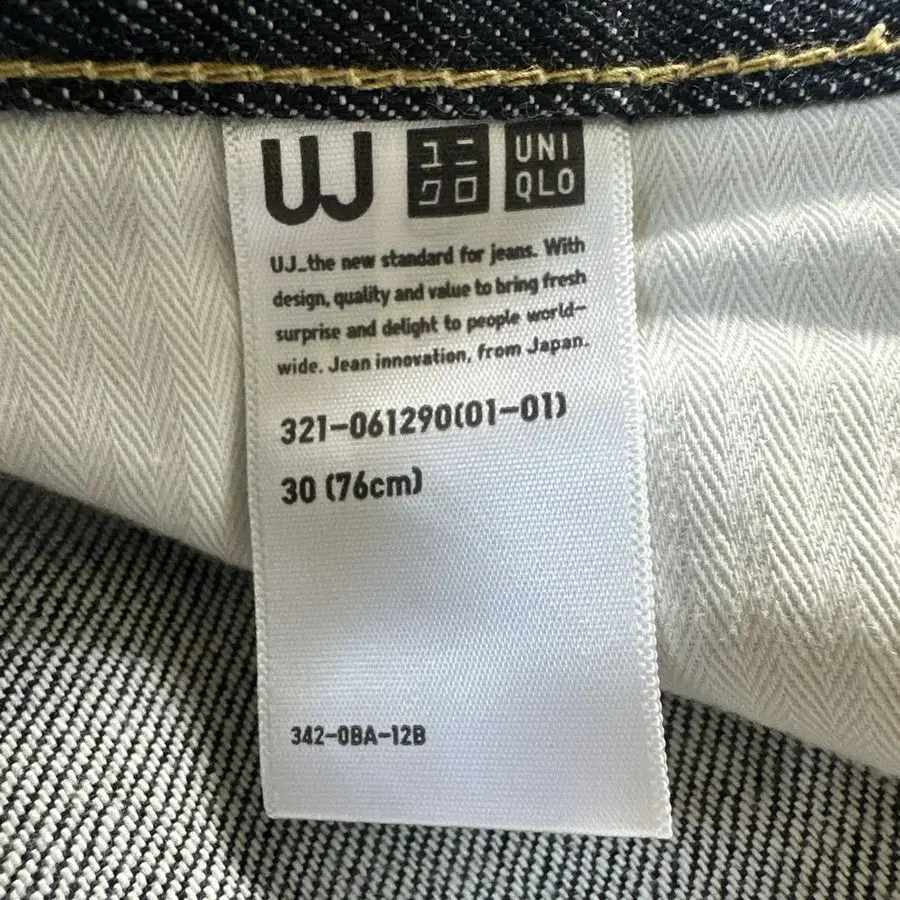 UJ
ユニ
クロ
UNI
QLO
UJ_the new standard for jeans. With
design, quality and value to bring fresh
surprise and delight to people world-
wide. Jean innovation, from Japan.
321-061290(01-01)
30 (76cm)
342-0BA-12B